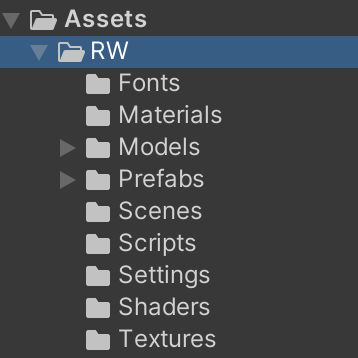 Assets
RW
Fonts
Materials
Models
Prefabs
Scenes
Scripts
Settings
Shaders
Textures